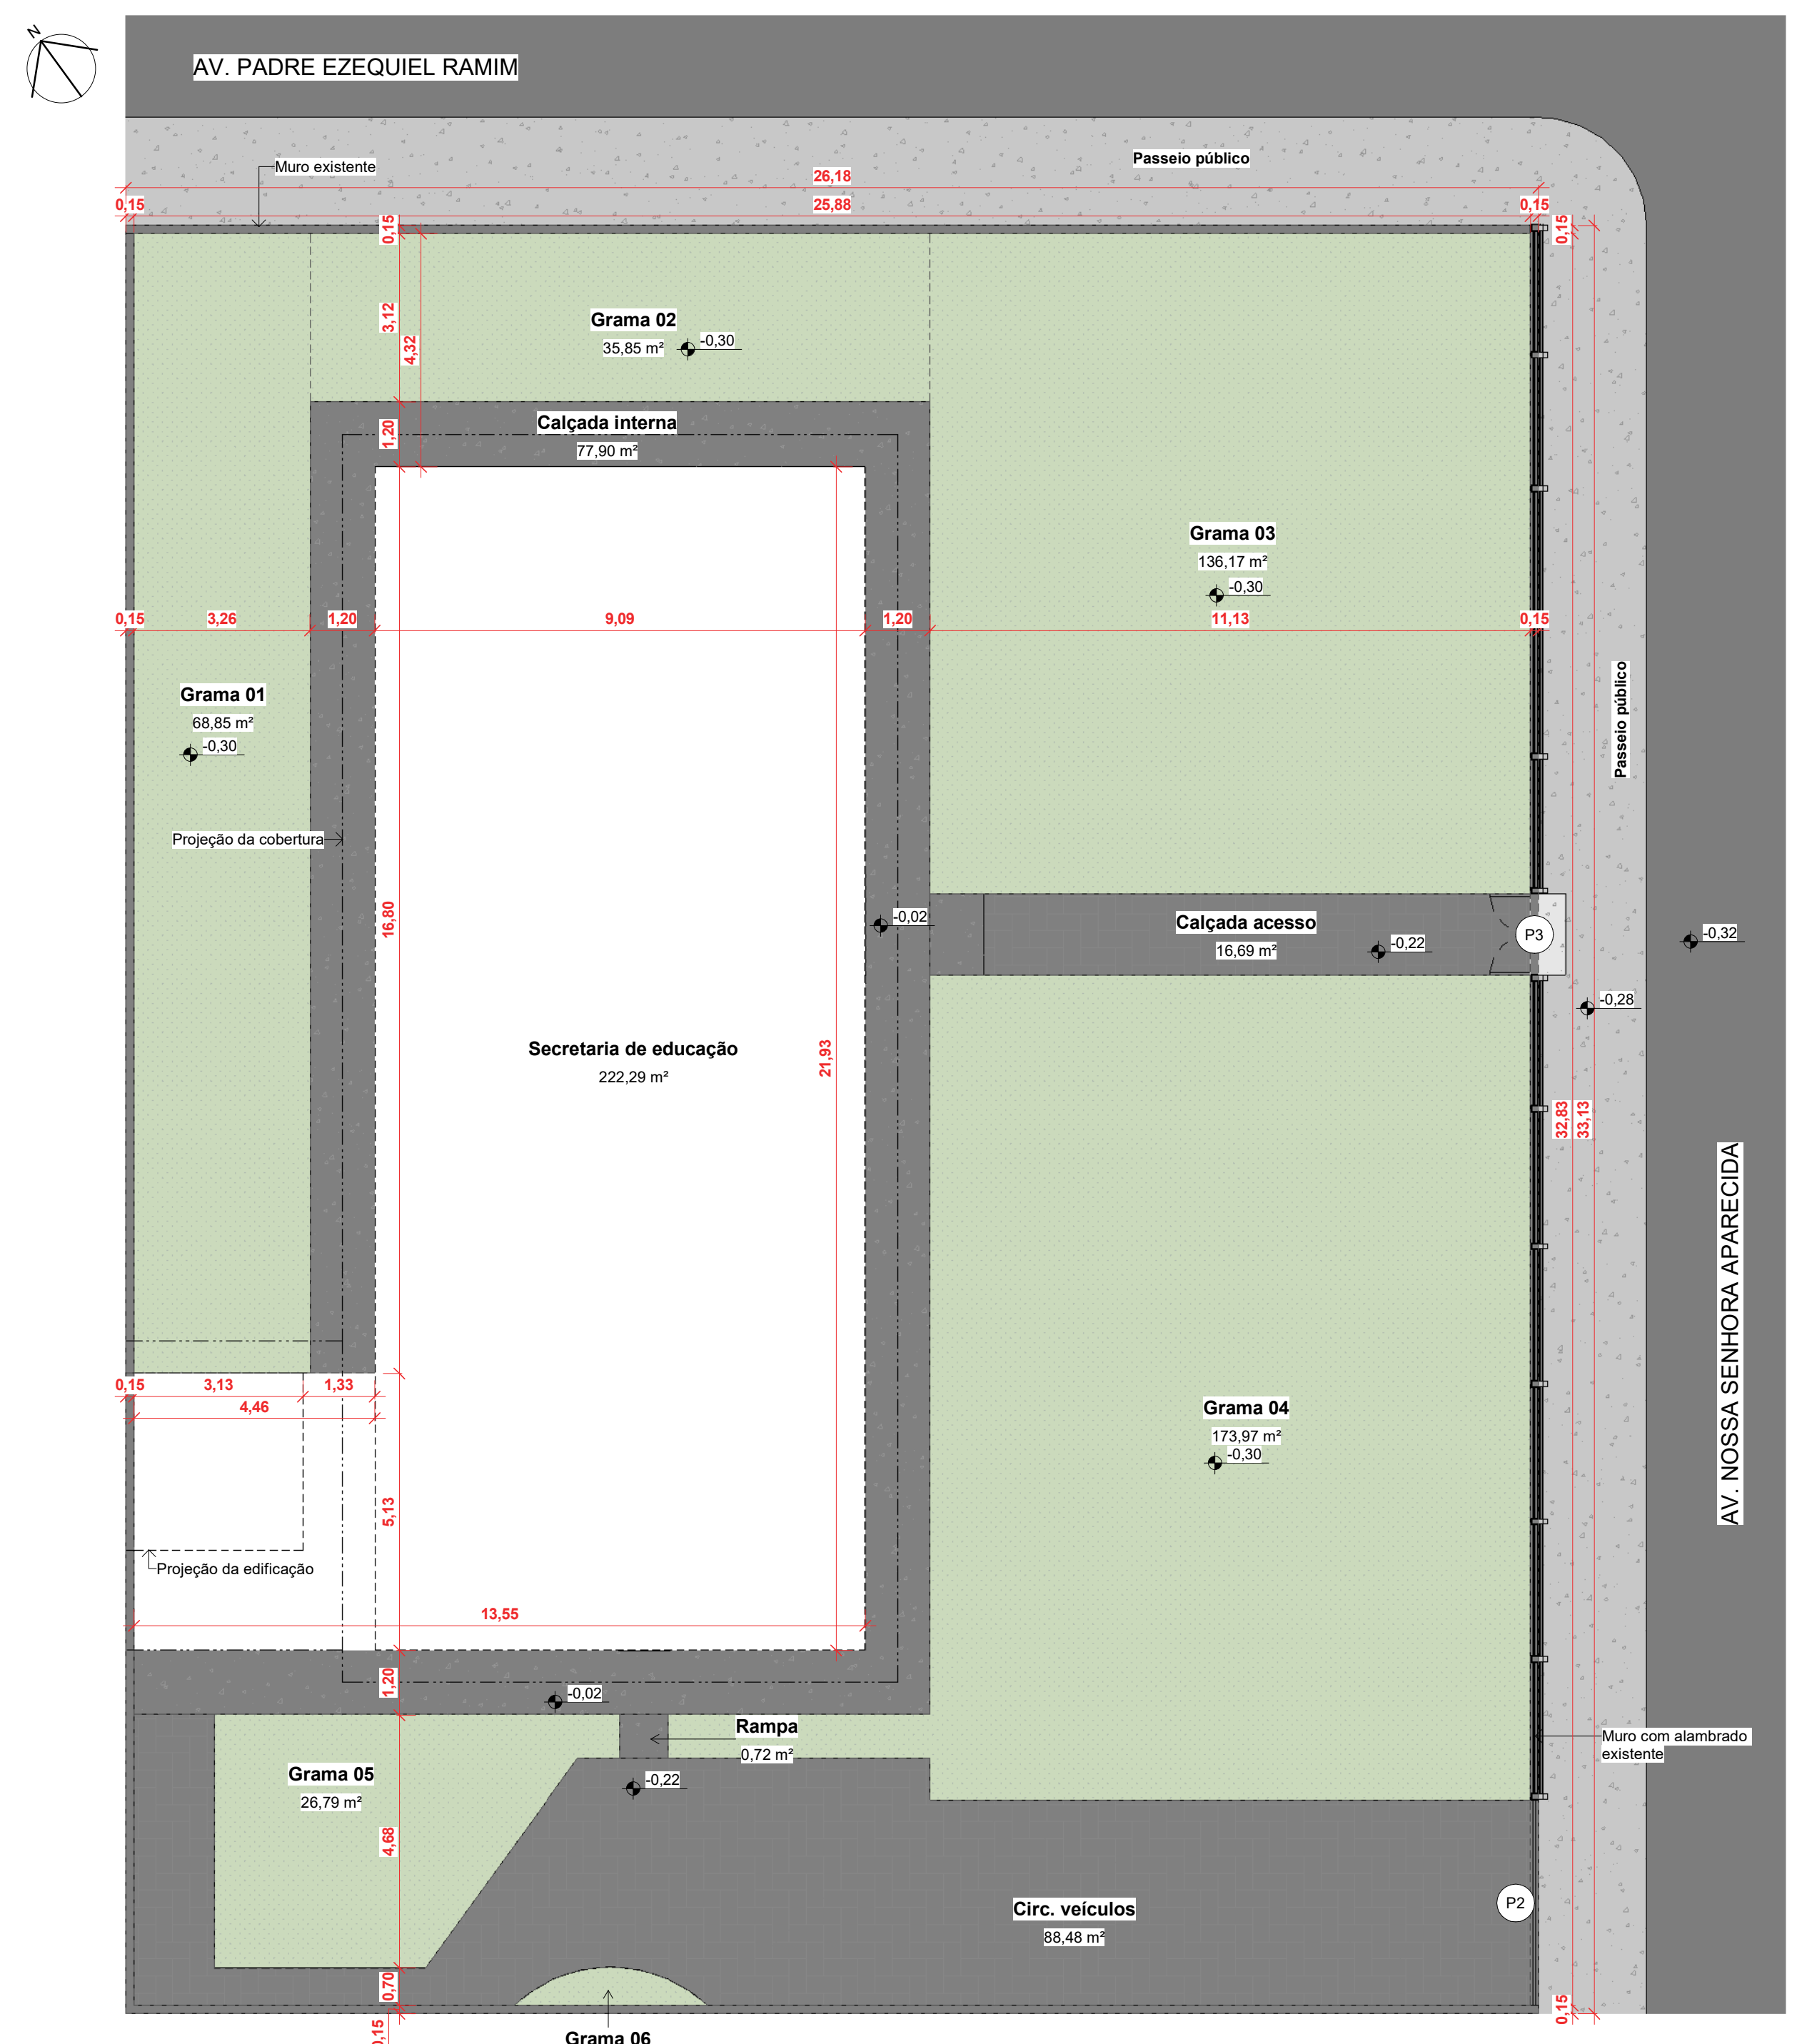 N
AV. PADRE EZEQUIEL RAMIM
Passeio público
Muro existente
26,18
0,15
25,88
0,15
0,15
0,15
3,12
4,32
Grama 02
35,85 m²
-0,30
Calçada interna
77,90 m²
1,20
Grama 03
136,17 m²
-0,30
0,15
3,26
1,20
9,09
1,20
11,13
0,15
Grama 01
68,85 m²
-0,30
Passeio público
Projeção da cobertura
16,80
-0,02
Calçada acesso
16,69 m²
-0,22
P3
-0,32
-0,28
Secretaria de educação
222,29 m²
21,93
32,83
33,13
AV. NOSSA SENHORA APARECIDA
0,15
3,13
1,33
4,46
Grama 04
173,97 m²
-0,30
5,13
Projeção da edificação
13,55
1,20
-0,02
Rampa
0,72 m²
Muro com alambrado
existente
Grama 05
26,79 m²
-0,22
4,68
P2
Circ. veículos
88,48 m²
0,70
0,15
0,15
Grama 06